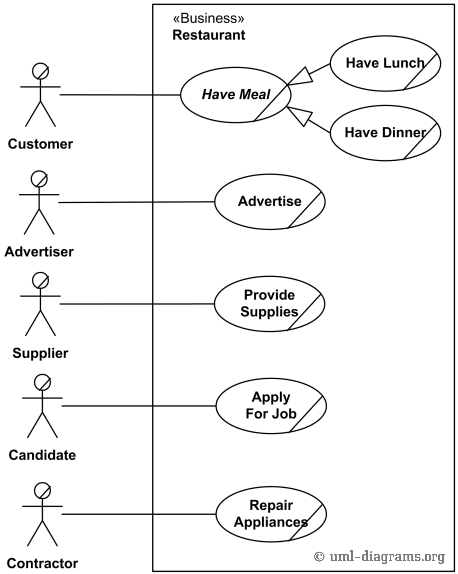 «Business»
Restaurant
Have Lunch
Have Meal
Customer
Have Dinner
Advertise
Advertiser
Provide
Supplies
Supplier
Apply
For Job
Candidate
Repair
Appliances
Contractor
© uml-diagrams.org